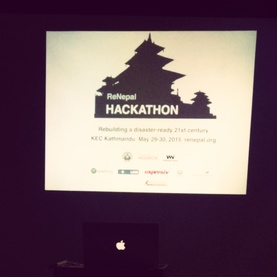 ReNepal
HACKATHON
Rebuilding a disaster-ready 21st century
KEC Kathmandu May 29-30, 2015 renepal.org